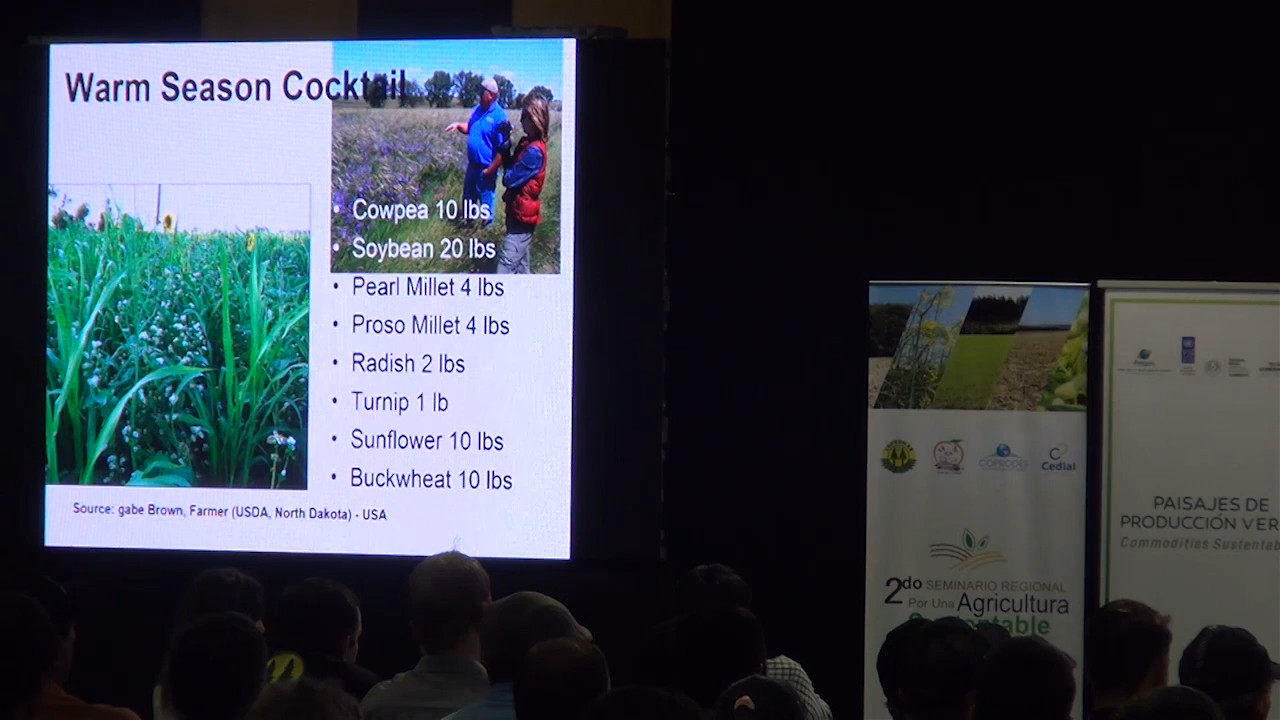 Warm Season Cocktail
• Cowpea 10 lbs
• Soybean 20 lbs
• Pearl Millet 4 lbs
• Proso Millet 4 lbs
• Radish 2 lbs
• Turnip 1 lb
• Sunflower 10 lbs
• Buckwheat 10 lbs
Source: gabe Brown, Farmer (USDA, North Dakota) - USA
COPRODES
Cedial
2do SEMINARIO REGIONAL
Por Una Agricultura
Sustentable
PAISAJES DE
PRODUCCIÓN VER
Commodities Sustentab